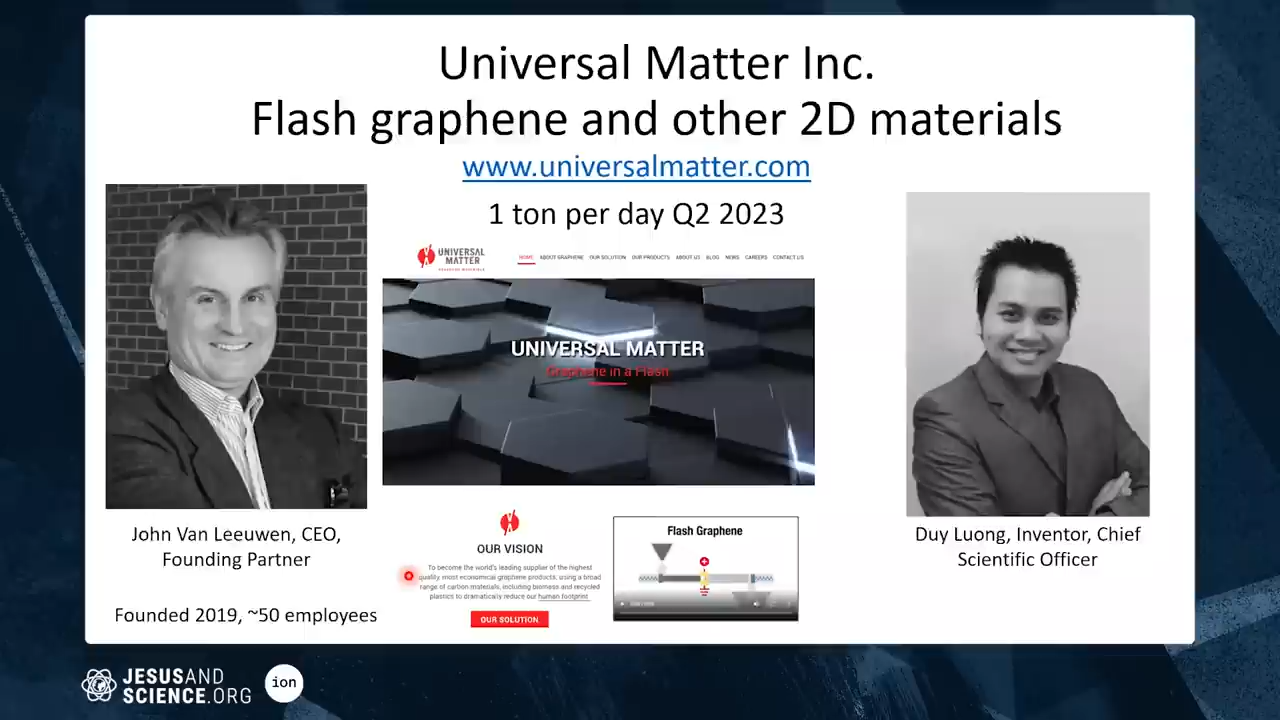 Universal Matter Inc.
Flash graphene and other 2D materials
www.universalmatter.com
1 ton per day Q2 2023
UNIVERSAL
MATTER
HOME ABOUT GRAPHENE OUR SOLUTION OUR PRODUCTS ABOUT US BLOG NEWS CAREERS CONTACT US
UNIVERSAL MATTER
Graphene in a Flash
John Van Leeuwen, CEO,
Founding Partner
Founded 2019, ~50 employees
OUR VISION
To become the world's leading supplier of the highest
quality, most economical graphene products, using a broad
range of carbon materials, including biomass and recycled
plastics to dramatically reduce our human footprint
OUR SOLUTION
Flash Graphene
Duy Luong, Inventor, Chief
Scientific Officer
JESUSAND
SCIENCE.ORG
ion